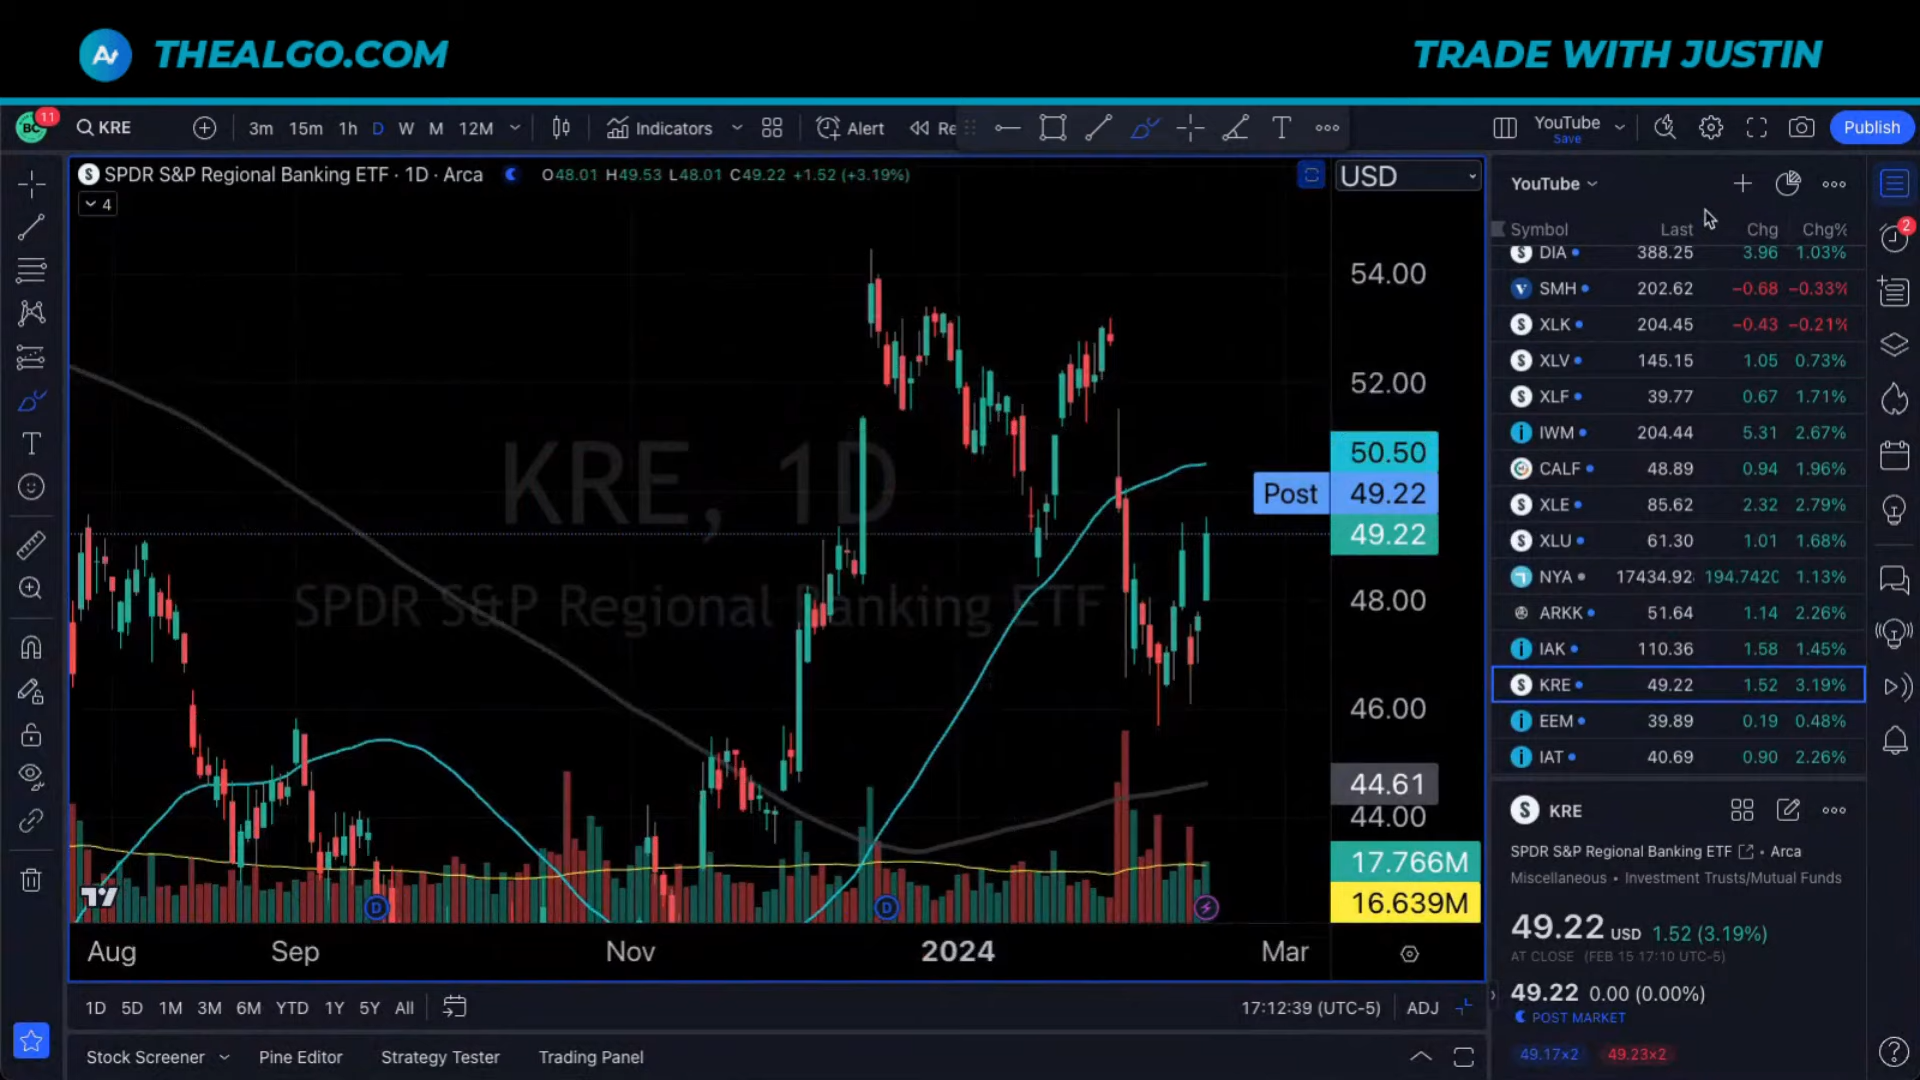 THEALGO.COM
TRADE WITH JUSTIN
BC 11 KRE 3m 15m 1h D W M 12M Indicators Alert Re YouTube Save Publish
SPDR S&P Regional Banking ETF · 1D · Arca O48.01 H49.53 L48.01 C49.22 +1.52 (+3.19%) USD
4
KRE, 1D
SPDR S&P Regional Banking ETF
54.00
52.00
50.50
Post 49.22
49.22
48.00
46.00
44.61
44.00
17.766M
16.639M
D D
Aug Sep Nov 2024 Mar
1D 5D 1M 3M 6M YTD 1Y 5Y All 17:12:39 (UTC-5) ADJ
Stock Screener Pine Editor Strategy Tester Trading Panel
YouTube
2
Symbol Last Chg Chg%
DIA 388.25 3.96 1.03%
SMH 202.62 −0.68 −0.33%
XLK 204.45 −0.43 −0.21%
XLV 145.15 1.05 0.73%
XLF 39.77 0.67 1.71%
IWM 204.44 5.31 2.67%
CALF 48.89 0.94 1.96%
XLE 85.62 2.32 2.79%
XLU 61.30 1.01 1.68%
NYA 17434.92 194.742 1.13%
ARKK 51.64 1.14 2.26%
IAK 110.36 1.58 1.45%
KRE 49.22 1.52 3.19%
EEM 39.89 0.19 0.48%
IAT 40.69 0.90 2.26%
KRE
SPDR S&P Regional Banking ETF • Arca
Miscellaneous • Investment Trusts/Mutual Funds
49.22 USD 1.52 (3.19%)
AT CLOSE (FEB 15 17:10 UTC-5)
49.22 0.00 (0.00%)
POST MARKET
49.17×2 49.23×2